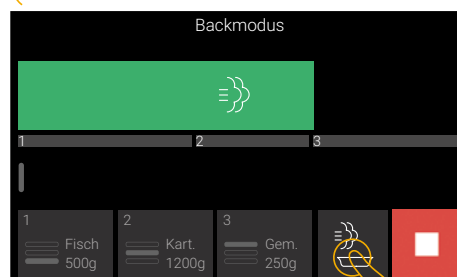 Backmodus
1 2 3
1
Fisch
500g
2
Kart.
1200g
3
Gem.
250g